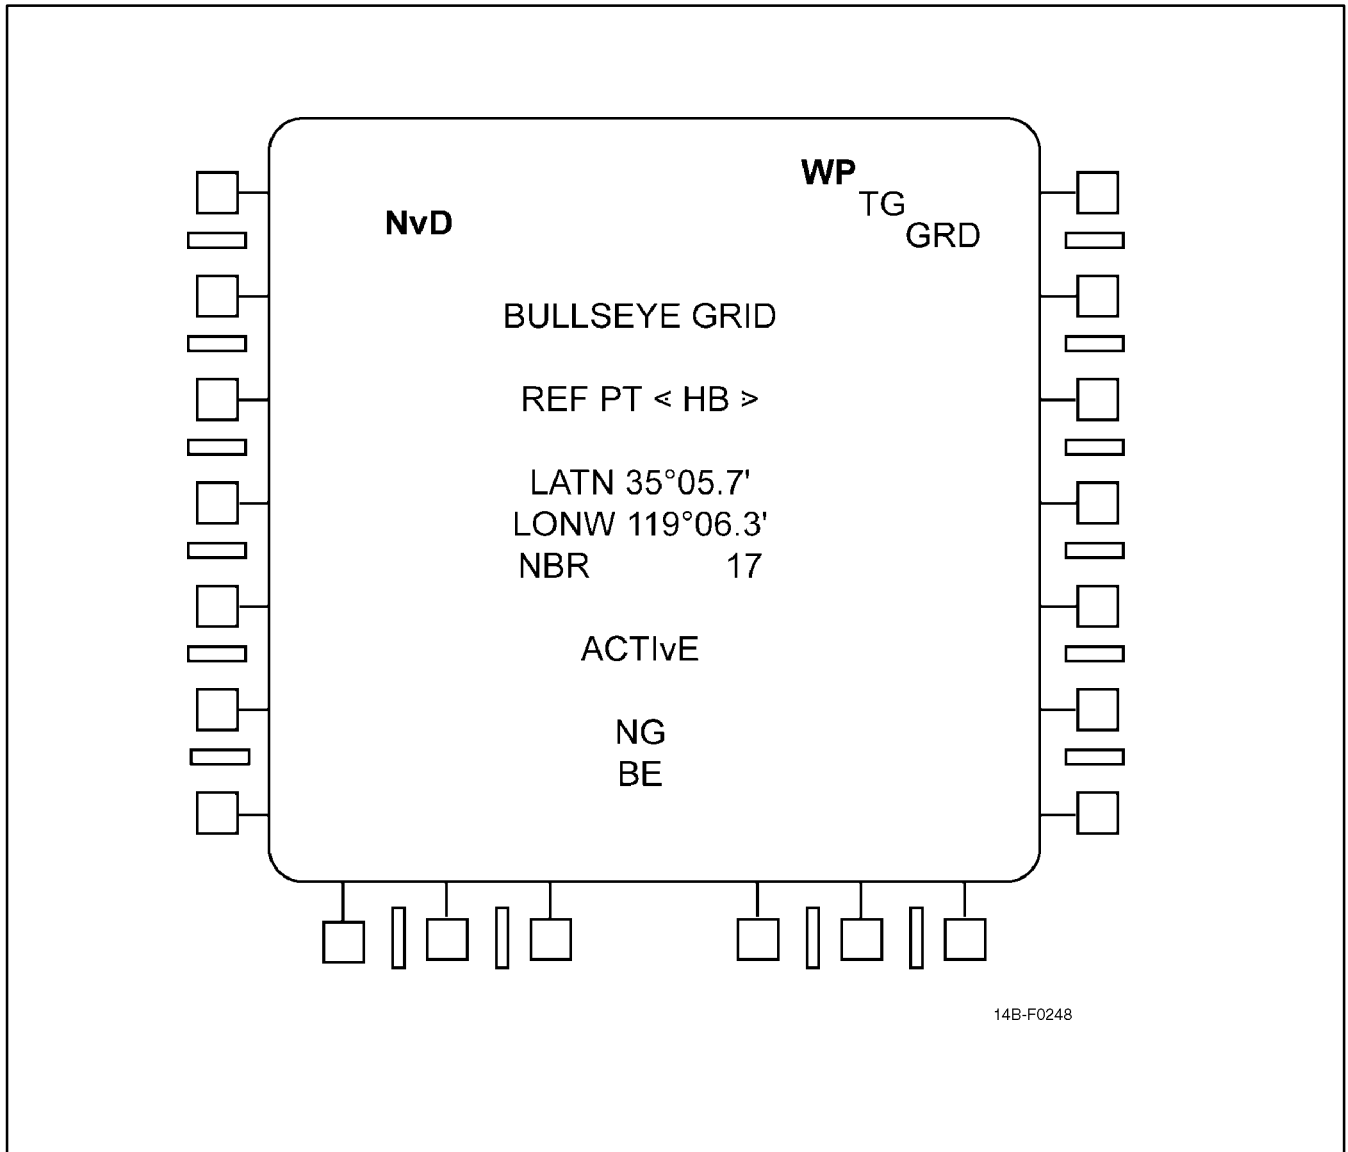 WP
TG
NvD
GRD
BULLSEYE GRID
REF PT < HB >
LATN 35°05.7'
LONW 119°06.3'
NBR 17
ACTIvE
NG
BE
14B-F0248